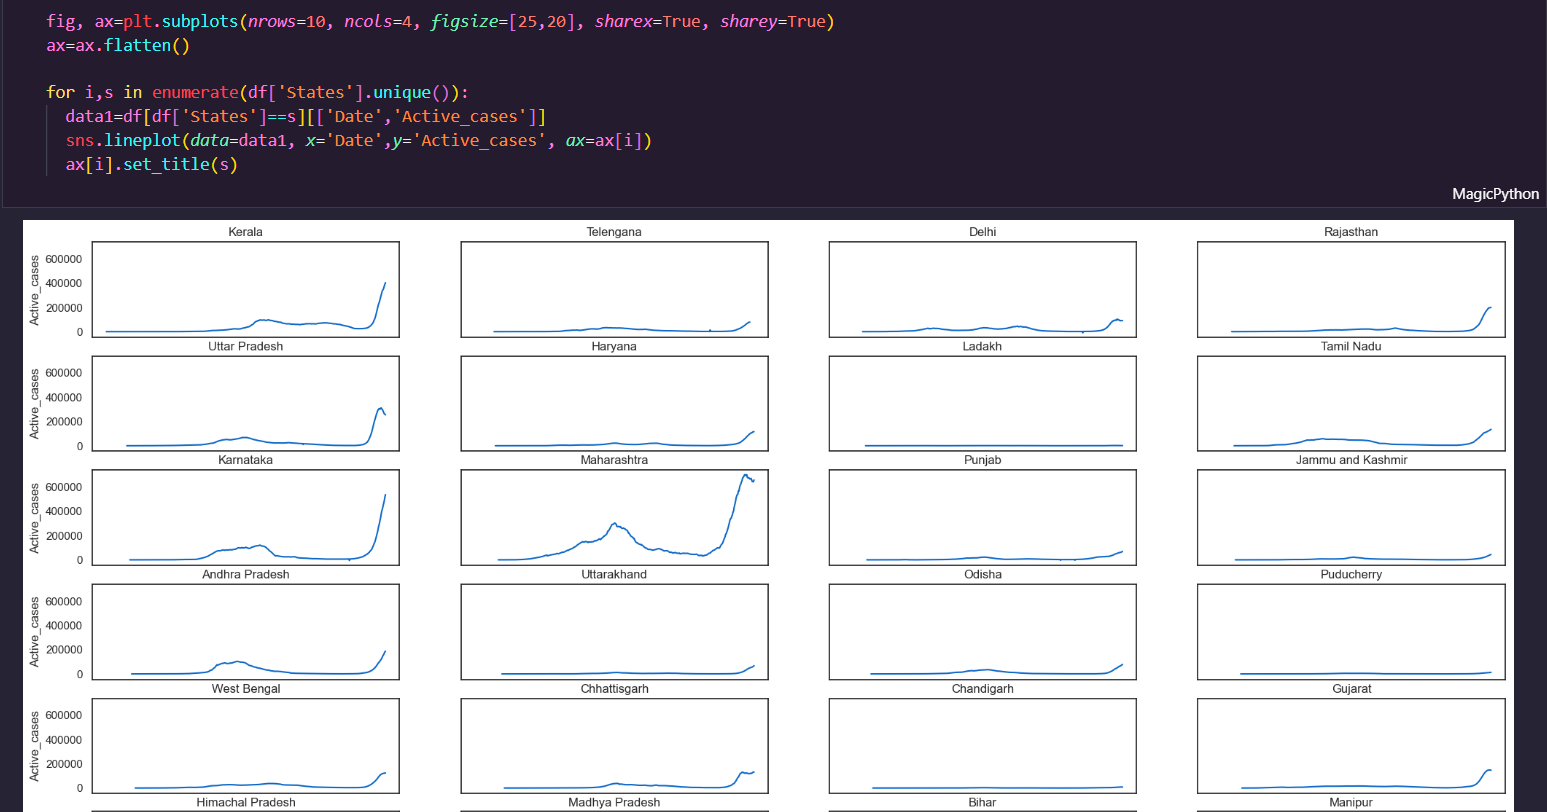 fig, ax=plt.subplots(nrows=10, ncols=4, figsize=[25,20], sharex=True, sharey=True)
ax=ax.flatten()
for i,s in enumerate(df['States'].unique()):
data1=df[df['States']==s][['Date','Active_cases']]
sns.lineplot(data=data1, x='Date',y='Active_cases', ax=ax[i])
ax[i].set_title(s)
MagicPython
Kerala Telengana Delhi Rajasthan
Active_cases
600000
400000
200000
0
Uttar Pradesh Haryana Ladakh Tamil Nadu
Active_cases
600000
400000
200000
0
Karnataka Maharashtra Punjab Jammu and Kashmir
Active_cases
600000
400000
200000
0
Andhra Pradesh Uttarakhand Odisha Puducherry
Active_cases
600000
400000
200000
0
West Bengal Chhattisgarh Chandigarh Gujarat
Active_cases
600000
400000
200000
0
Himachal Pradesh Madhya Pradesh Bihar Manipur